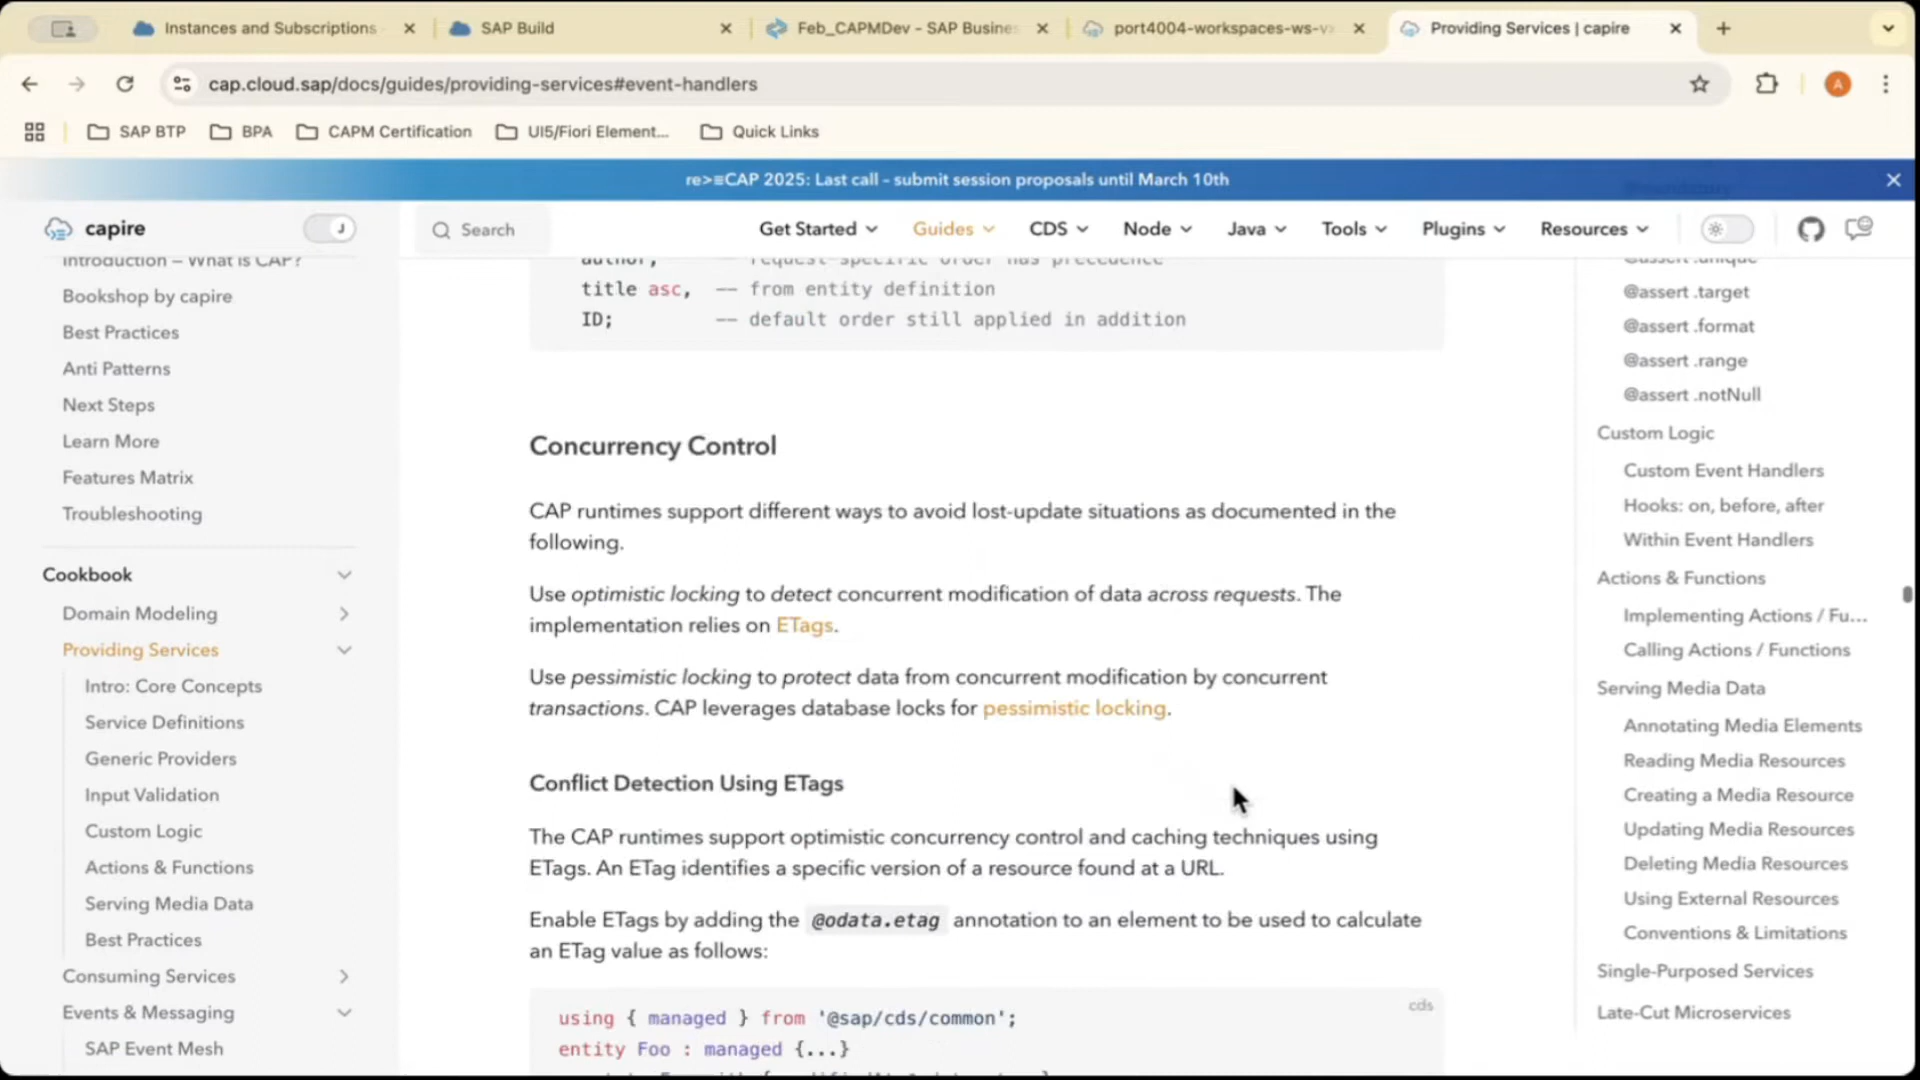 Instances and Subscriptions
SAP Build
Feb_CAPMDev - SAP Busine
port4004-workspaces-ws-v
Providing Services | capire
cap.cloud.sap/docs/guides/providing-services#event-handlers
A
SAP BTP
BPA
CAPM Certification
UI5/Fiori Element...
Quick Links
re>≡CAP 2025: Last call – submit session proposals until March 10th
capire
J
Search
Get Started
Guides
CDS
Node
Java
Tools
Plugins
Resources
Introduction – What is CAP?
Bookshop by capire
Best Practices
Anti Patterns
Next Steps
Learn More
Features Matrix
Troubleshooting
Cookbook
Domain Modeling
Providing Services
Intro: Core Concepts
Service Definitions
Generic Providers
Input Validation
Custom Logic
Actions & Functions
Serving Media Data
Best Practices
Consuming Services
Events & Messaging
SAP Event Mesh
author, -- request-specific order has precedence
title asc, -- from entity definition
ID; -- default order still applied in addition
Concurrency Control
CAP runtimes support different ways to avoid lost-update situations as documented in the
following.
Use optimistic locking to detect concurrent modification of data across requests. The
implementation relies on ETags.
Use pessimistic locking to protect data from concurrent modification by concurrent
transactions. CAP leverages database locks for pessimistic locking.
Conflict Detection Using ETags
The CAP runtimes support optimistic concurrency control and caching techniques using
ETags. An ETag identifies a specific version of a resource found at a URL.
Enable ETags by adding the @odata.etag annotation to an element to be used to calculate
an ETag value as follows:
cds
using { managed } from '@sap/cds/common';
entity Foo : managed {...}
@assert .unique
@assert .target
@assert .format
@assert .range
@assert .notNull
Custom Logic
Custom Event Handlers
Hooks: on, before, after
Within Event Handlers
Actions & Functions
Implementing Actions / Fu...
Calling Actions / Functions
Serving Media Data
Annotating Media Elements
Reading Media Resources
Creating a Media Resource
Updating Media Resources
Deleting Media Resources
Using External Resources
Conventions & Limitations
Single-Purposed Services
Late-Cut Microservices